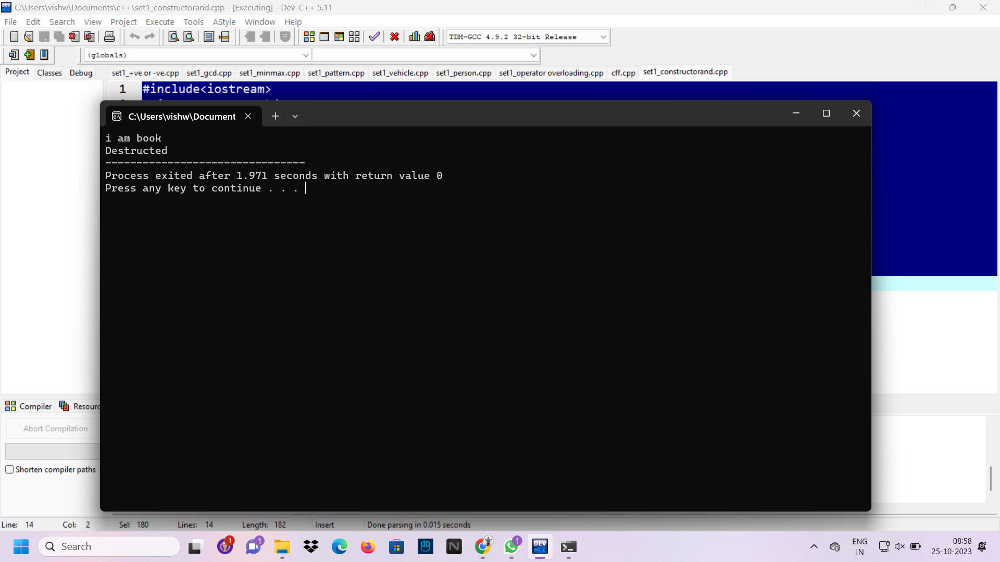 C:\Users\vishw\Documents\c++\set1_constructorand.cpp - [Executing] - Dev-C++ 5.11
File Edit Search View Project Execute Tools AStyle Window Help
TDM-GCC 4.9.2 32-bit Release
(globals)
Project Classes Debug set1_+ve or -ve.cpp set1_gcd.cpp set1_minmax.cpp set1_pattern.cpp set1_vehicle.cpp set1_person.cpp set1_operator overloading.cpp cff.cpp set1_constructorand.cpp
1 #include<iostream>
C:\Users\vishw\Document
i am book
Destructed
--------------------------------
Process exited after 1.971 seconds with return value 0
Press any key to continue . . .
Compiler Resourc
Abort Compilation
Shorten compiler paths
Line: 14 Col: 2 Sel: 180 Lines: 14 Length: 182 Insert Done parsing in 0.015 seconds
Search 1 1 1 DEV C++ ENG IN 08:58 25-10-2023